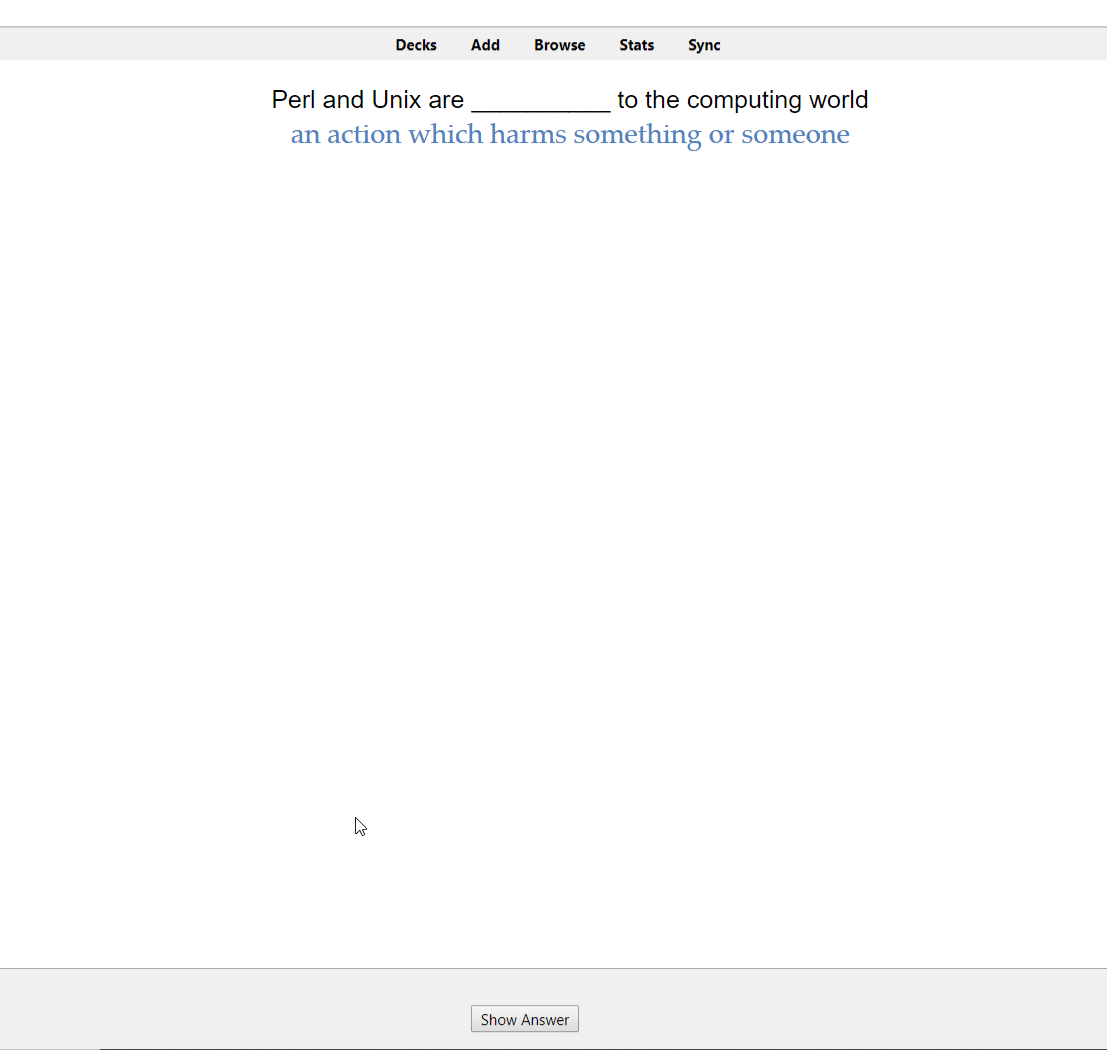 Decks Add Browse Stats Sync
Perl and Unix are __________ to the computing world
an action which harms something or someone
Show Answer